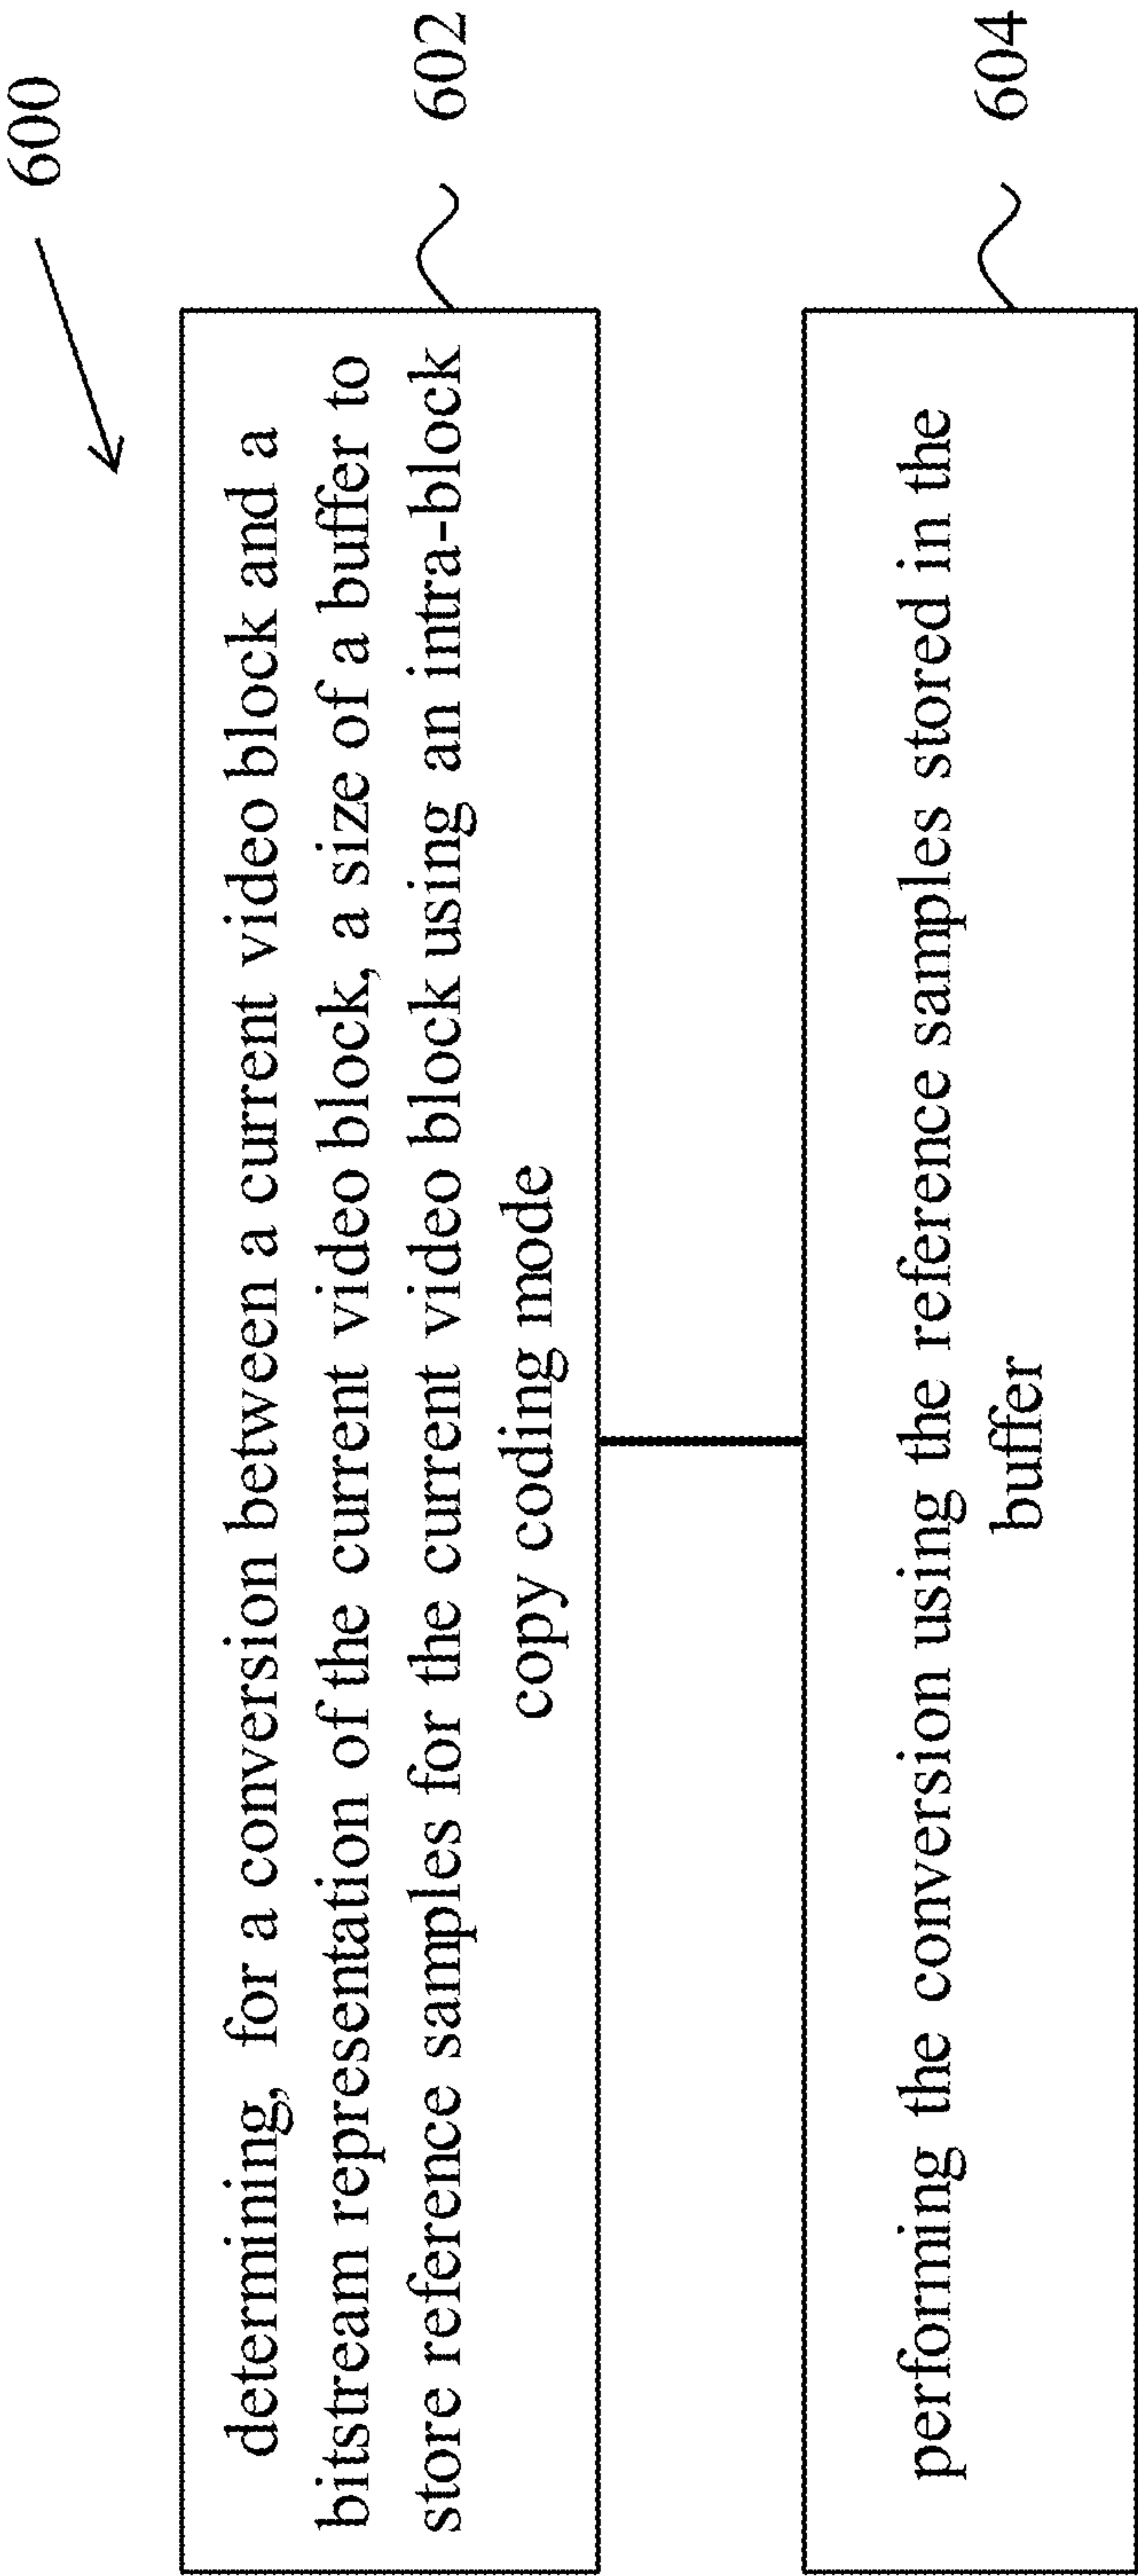 600
determining, for a conversion between a current video block and a
bitstream representation of the current video block, a size of a buffer to
store reference samples for the current video block using an intra-block
copy coding mode
602
performing the conversion using the reference samples stored in the
buffer
604